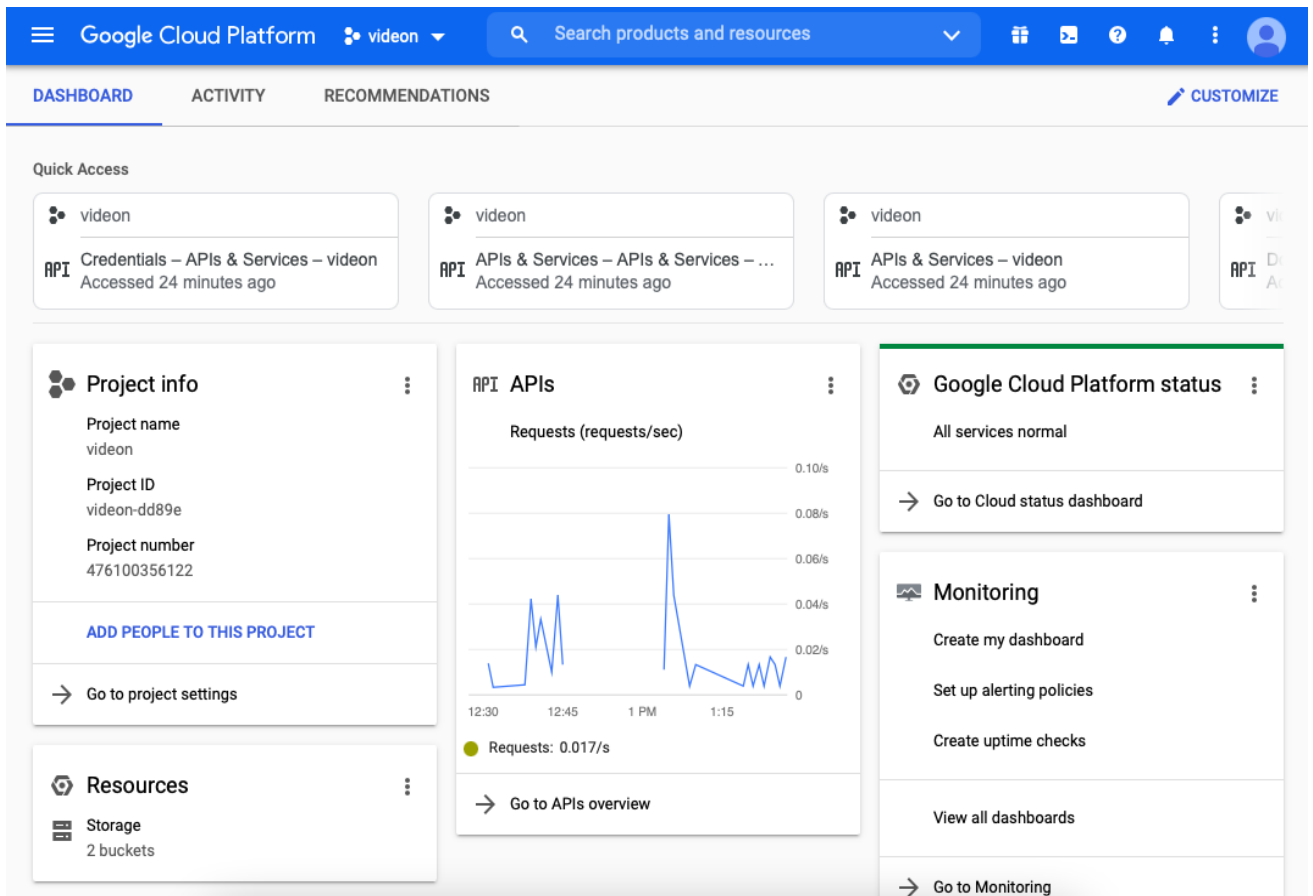 Google Cloud Platform videon Search products and resources
DASHBOARD ACTIVITY RECOMMENDATIONS CUSTOMIZE
Quick Access
videon
API Credentials – APIs & Services – videon
Accessed 24 minutes ago
videon
API APIs & Services – APIs & Services – ...
Accessed 24 minutes ago
videon
API APIs & Services – videon
Accessed 24 minutes ago
API
Project info
Project name
videon
Project ID
videon-dd89e
Project number
476100356122
ADD PEOPLE TO THIS PROJECT
Go to project settings
Resources
Storage
2 buckets
API APIs
Requests (requests/sec)
0.10/s
0.08/s
0.06/s
0.04/s
0.02/s
0
12:30 12:45 1 PM 1:15
Requests: 0.017/s
Go to APIs overview
Google Cloud Platform status
All services normal
Go to Cloud status dashboard
Monitoring
Create my dashboard
Set up alerting policies
Create uptime checks
View all dashboards
Go to Monitoring